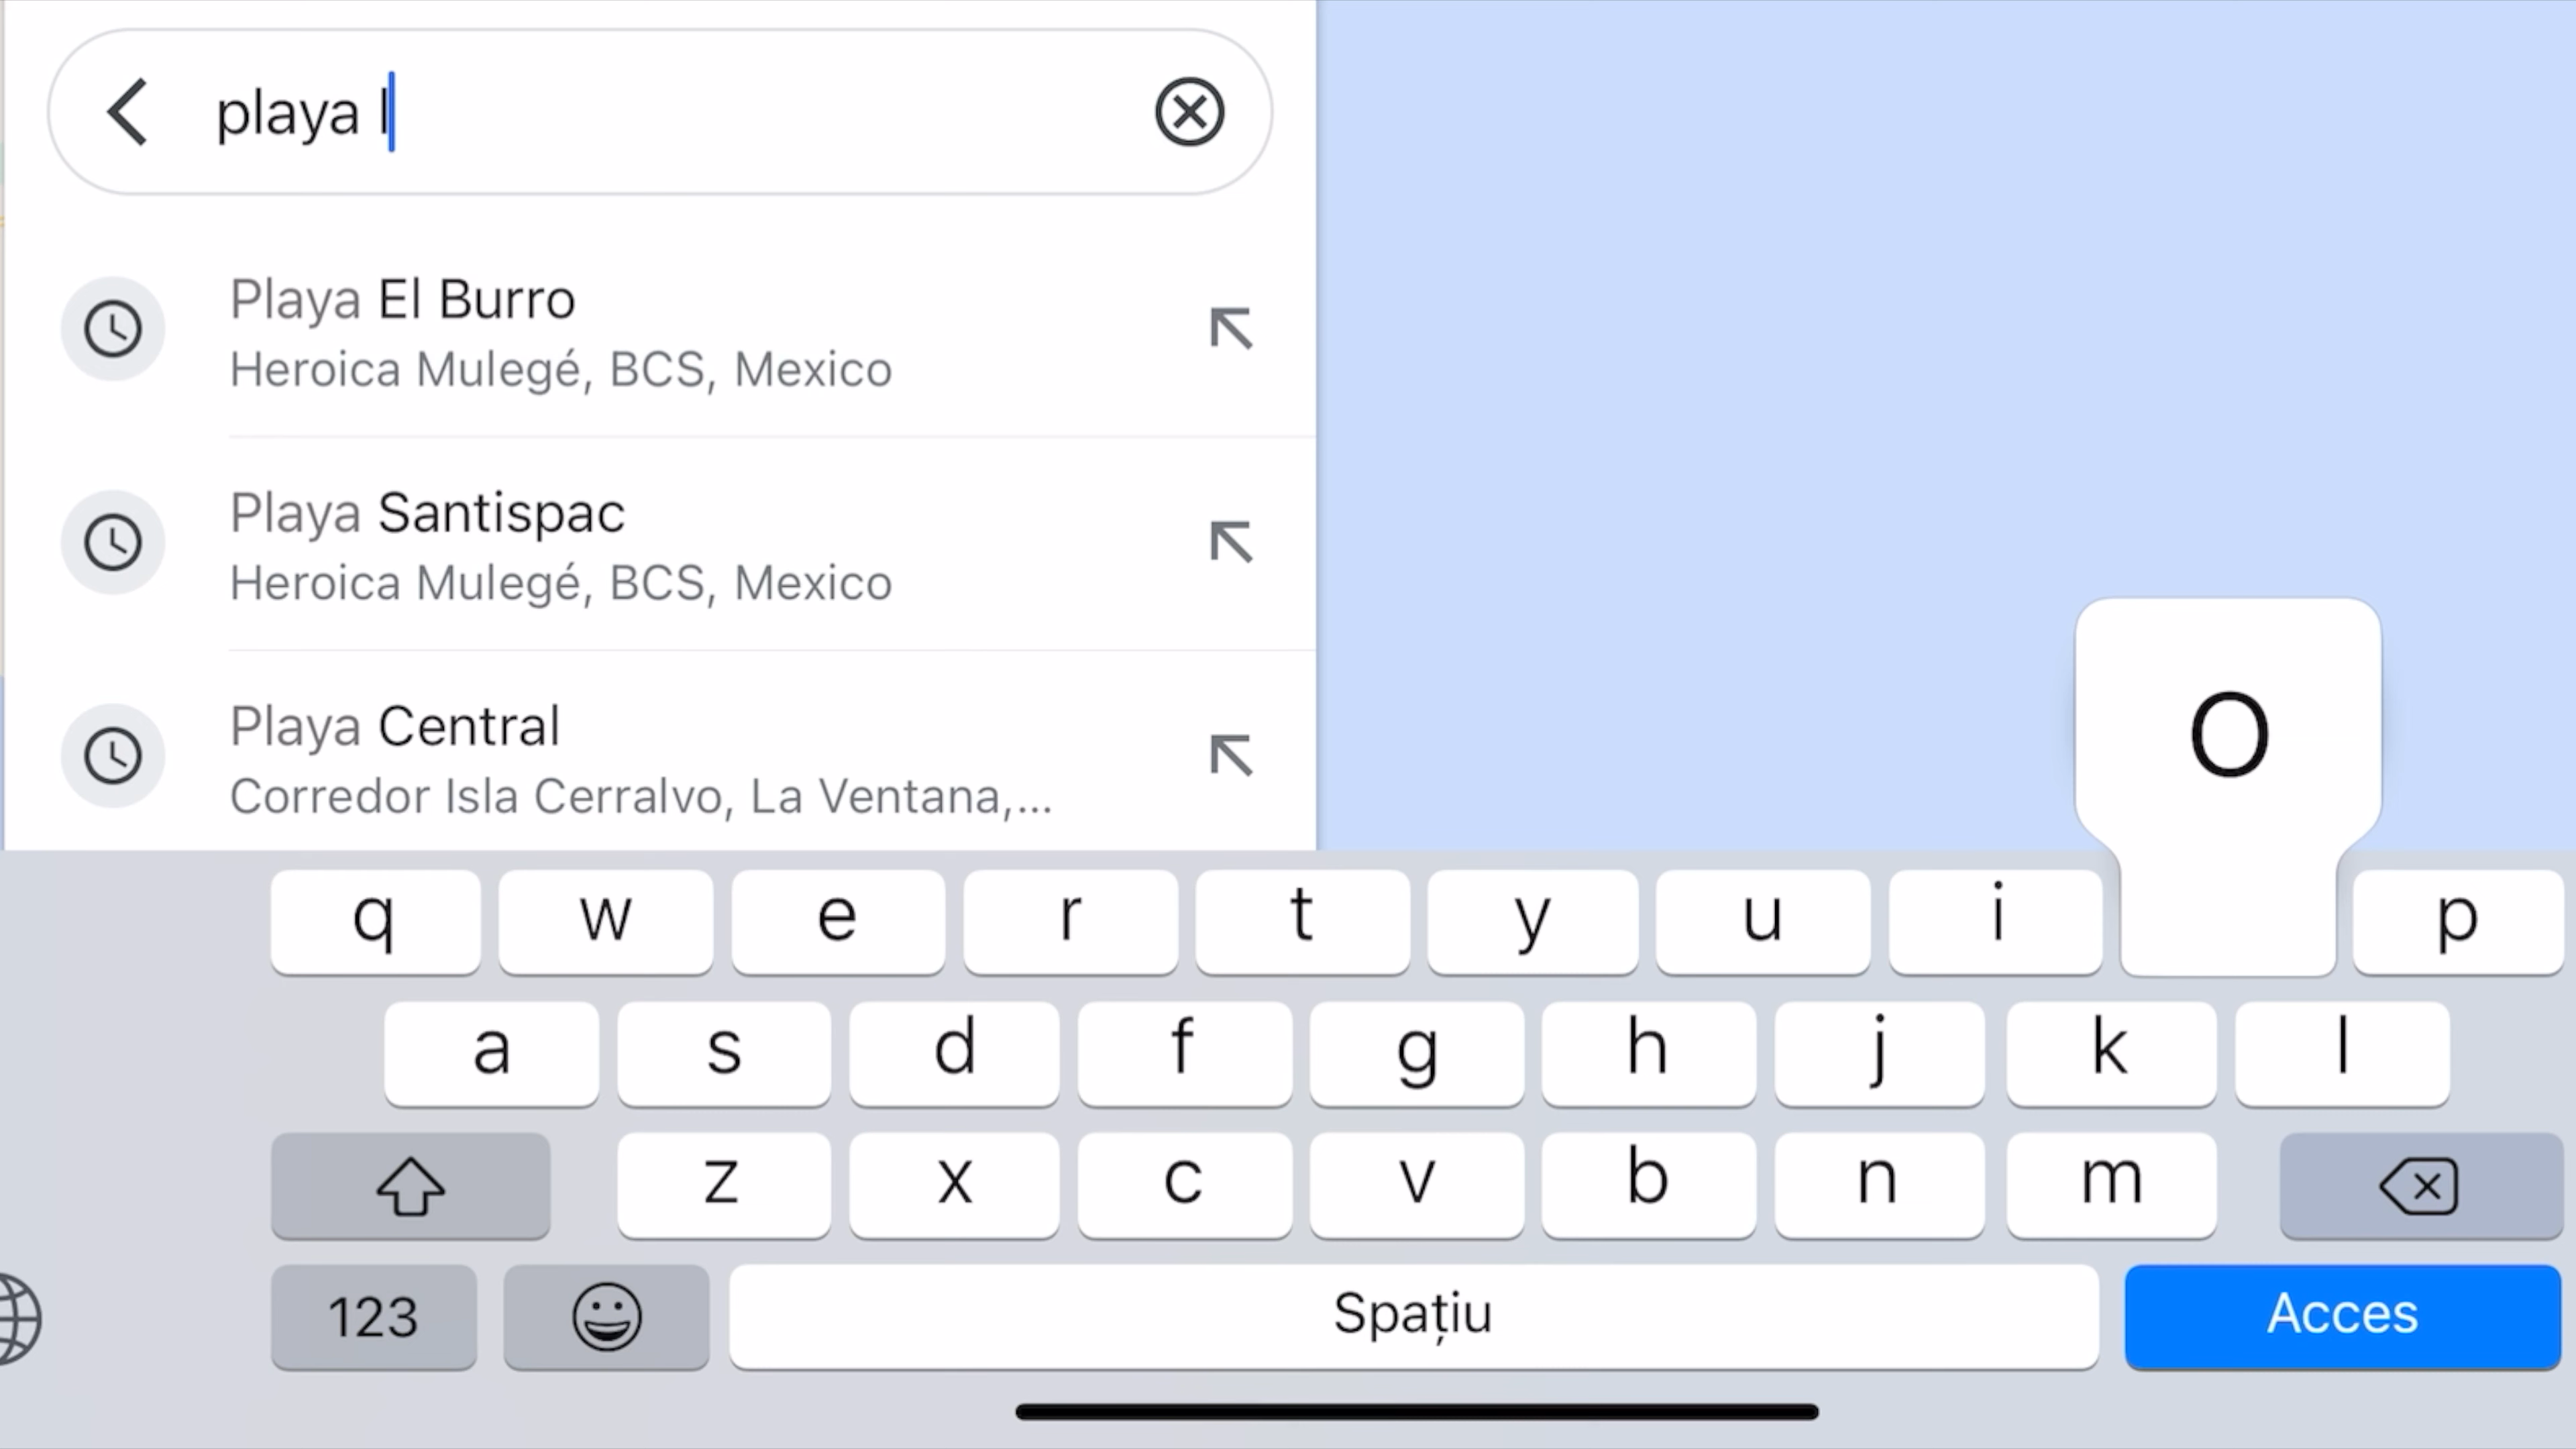 playa l
Playa El Burro
Heroica Mulegé, BCS, Mexico
Playa Santispac
Heroica Mulegé, BCS, Mexico
Playa Central
Corredor Isla Cerralvo, La Ventana,...
o
q w e r t y u i p
a s d f g h j k l
z x c v b n m
123 Spațiu Acces